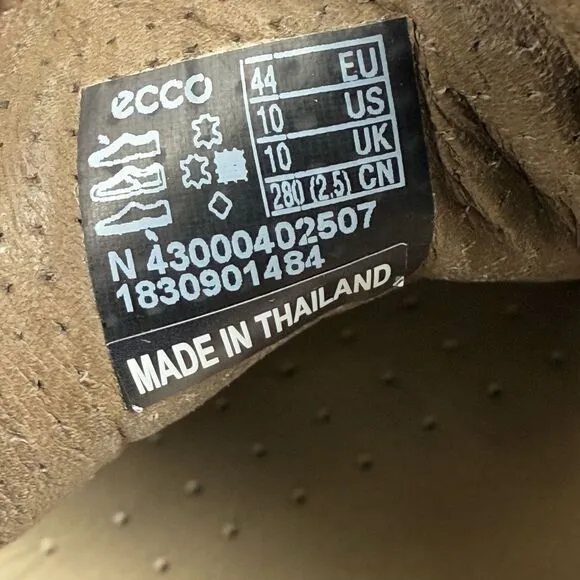 ecco
44 EU
10 US
10 UK
280 (2.5) CN
N 43000402507
1830901484
MADE IN THAILAND